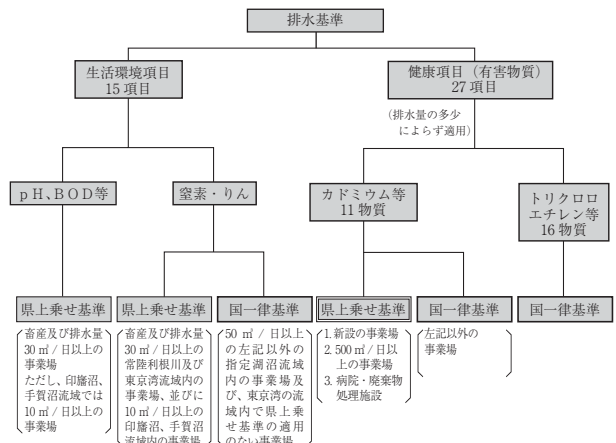 排水基準
生活環境項目
15項目
健康項目（有害物質）
27項目
(排水量の多少
によらず適用)
pH、BOD等
窒素・りん
カドミウム等
11物質
トリクロロ
エチレン等
16物質
県上乗せ基準
畜産及び排水量
30㎥/日以上の
事業場
ただし、印旛沼、
手賀沼流域では
10㎥/日以上の
事業場
県上乗せ基準
畜産及び排水量
30㎥/日以上の
常陸利根川及び
東京湾流域内の
事業場、並びに
10㎥/日以上の
印旛沼、手賀沼
流域内の事業場
国一律基準
50㎥/日以上
の左記以外の
指定湖沼流域
内の事業場及
び、東京湾の流
域内で県上乗
せ基準の適用
のない事業場
県上乗せ基準
1.新設の事業場
2.500㎥/日以
上の事業場
3.病院・廃棄物
処理施設
国一律基準
左記以外の
事業場
国一律基準